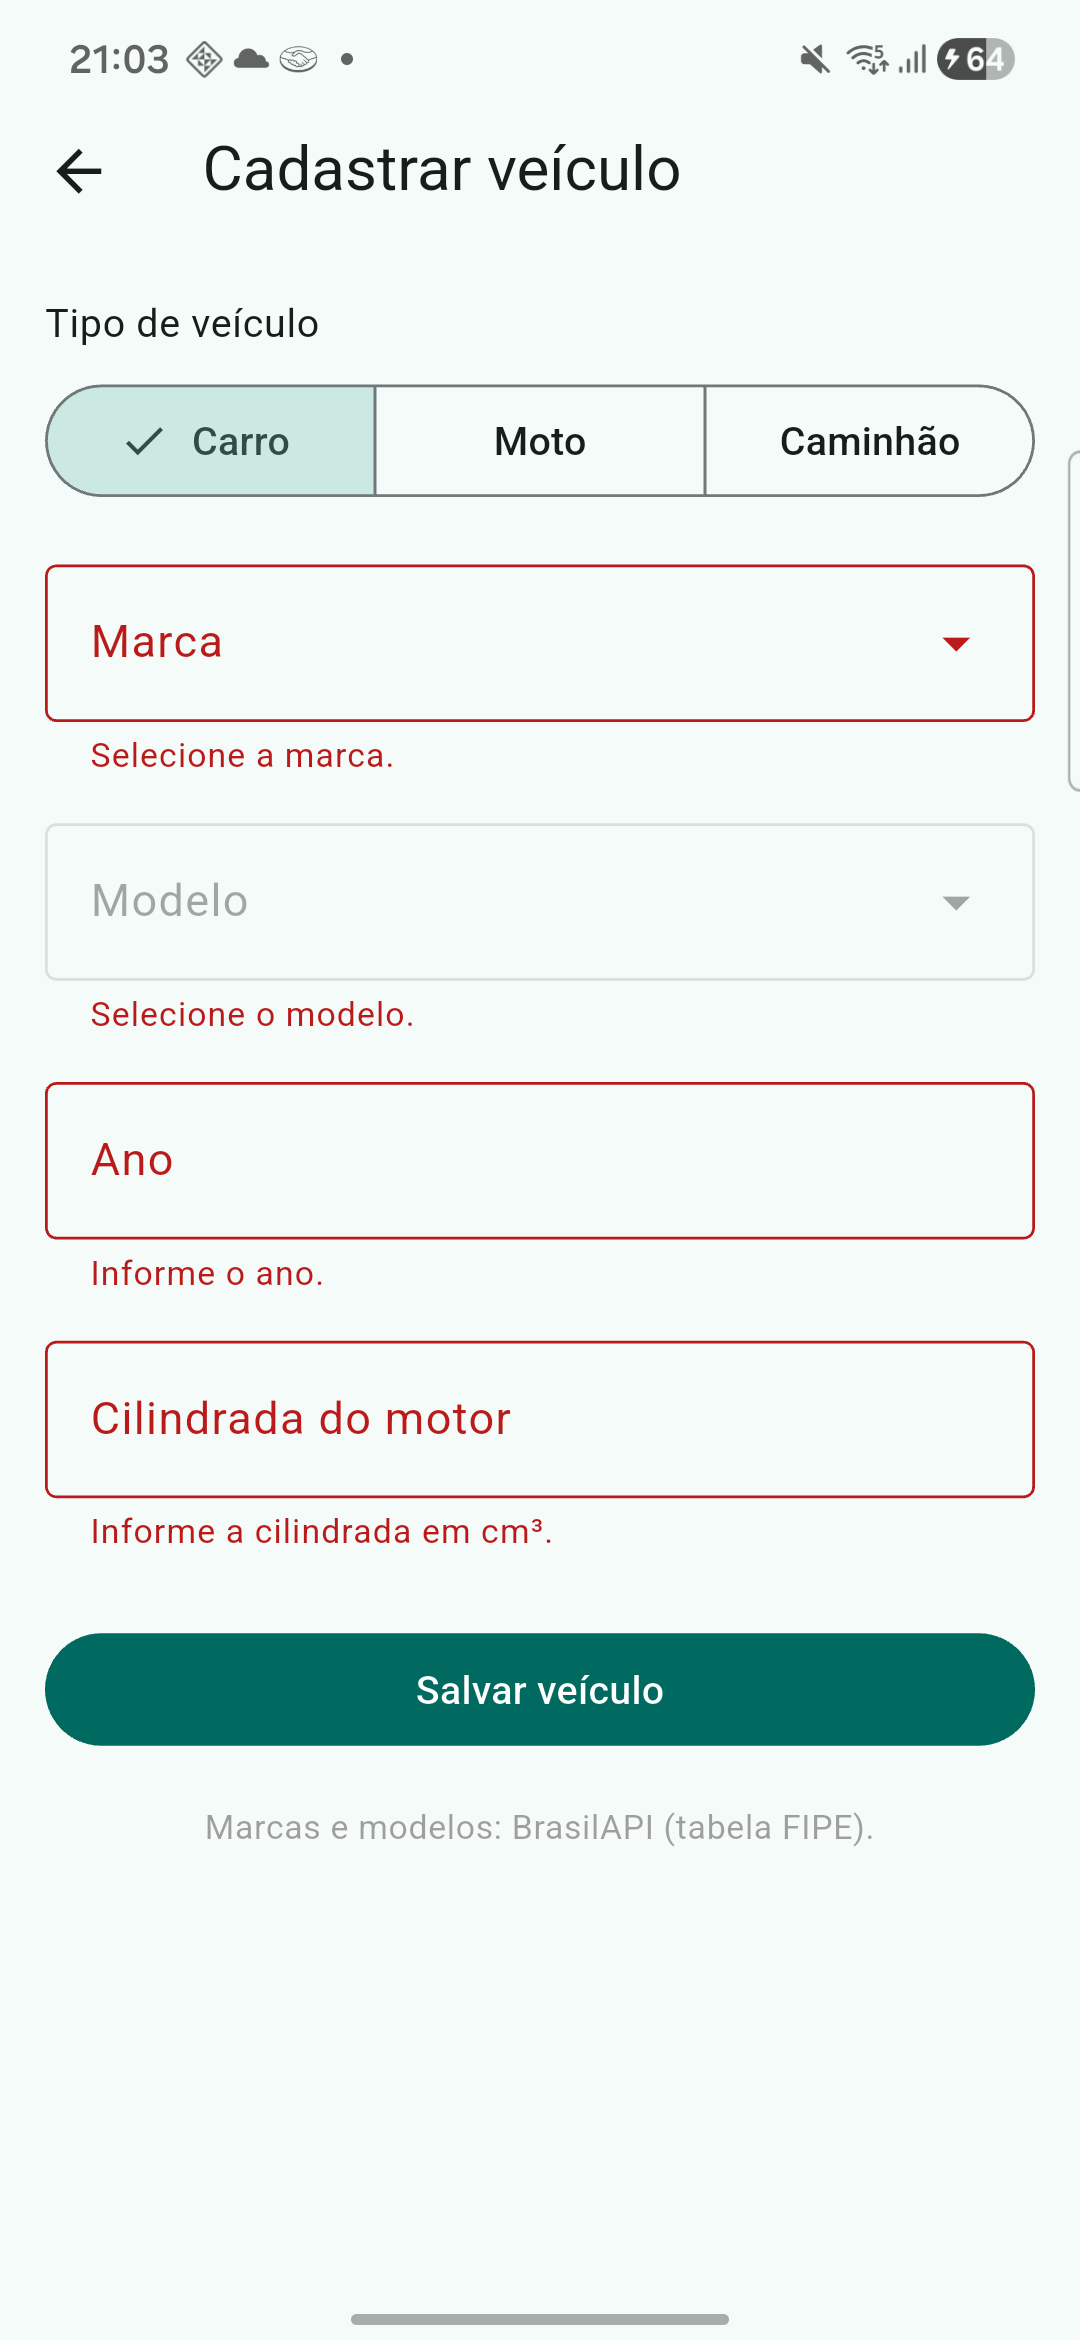 21:03
5
64
Cadastrar veículo
Tipo de veículo
Carro
Moto
Caminhão
Marca
Selecione a marca.
Modelo
Selecione o modelo.
Ano
Informe o ano.
Cilindrada do motor
Informe a cilindrada em cm³.
Salvar veículo
Marcas e modelos: BrasilAPI (tabela FIPE).